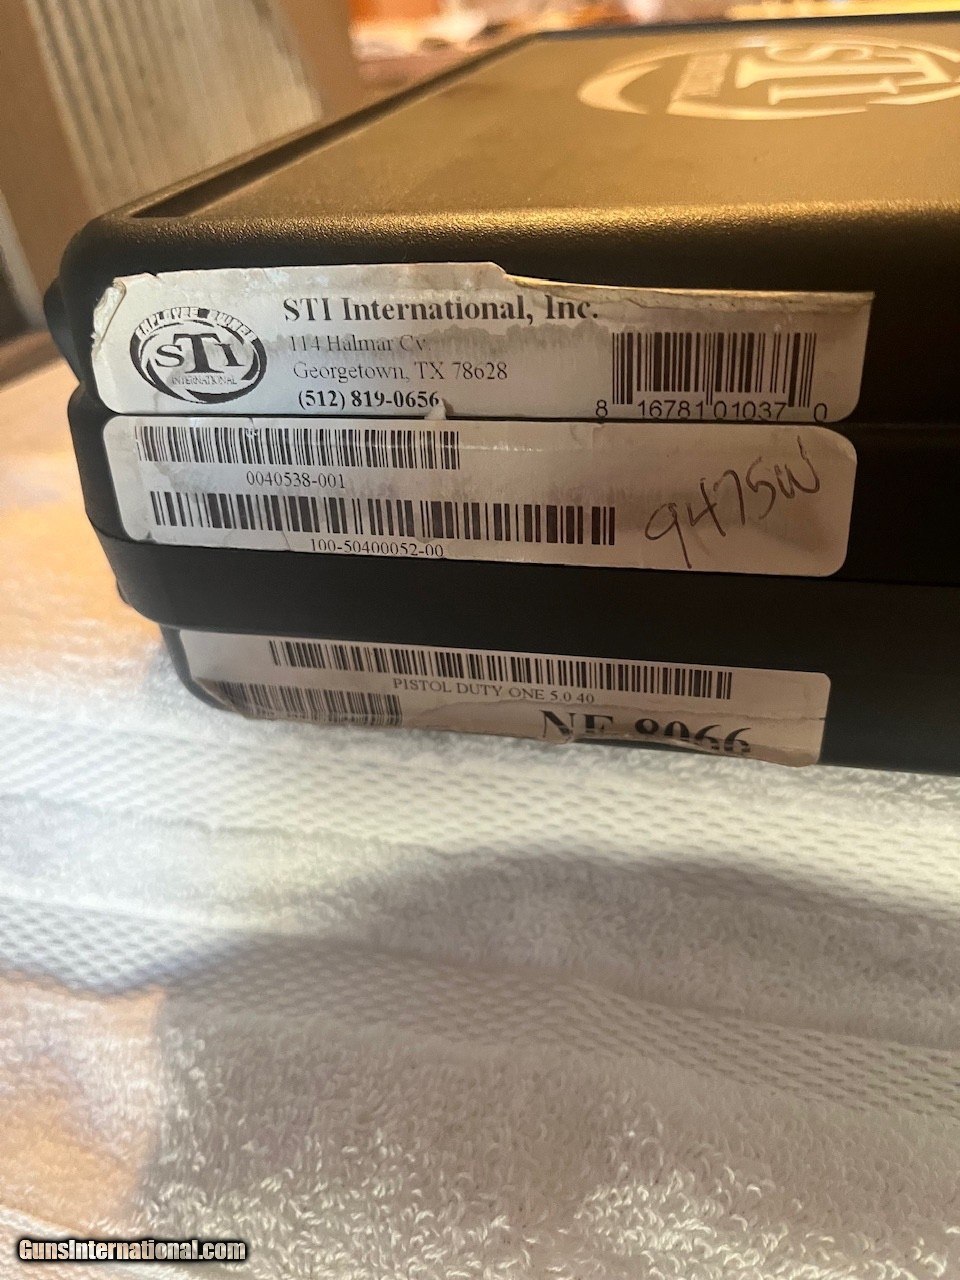 STI
INTERNATIONAL
EMPLOYEE OWNED
STI
INTERNATIONAL
STI International, Inc.
114 Halmar Cv.
Georgetown, TX 78628
(512) 819-0656
8 16781 01037 0
0040538-001
100-50400052-00
9475W
PISTOL DUTY ONE 5.0 40
NE 8066
GunsInternational.com